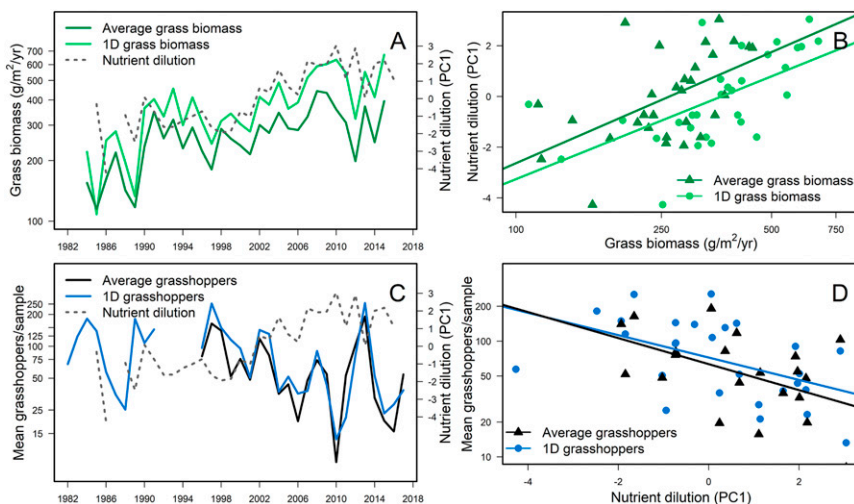 Average grass biomass
1D grass biomass
Nutrient dilution
A
Grass biomass (g/m²/yr)
700
600
500
400
300
200
100
3
2
1
0
-1
-2
-3
-4
Nutrient dilution (PC1)
1982 1986 1990 1994 1998 2002 2006 2010 2014 2018
B
Nutrient dilution (PC1)
2
0
-2
-4
Average grass biomass
1D grass biomass
100 250 500 750
Grass biomass (g/m²/yr)
Average grasshoppers
1D grasshoppers
Nutrient dilution
C
Mean grasshoppers/sample
250
200
150
125
100
75
50
25
15
3
2
1
0
-1
-2
-3
-4
Nutrient dilution (PC1)
1982 1986 1990 1994 1998 2002 2006 2010 2014 2018
D
Mean grasshoppers/sample
200
100
50
20
10
Average grasshoppers
1D grasshoppers
-4 -2 0 2
Nutrient dilution (PC1)